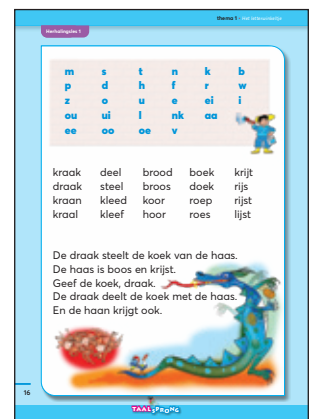 thema 1 - Het letterwonderlijn
Herhalingsles 1
m s t n k b
p d h f r w
z o u e ei i
ou ui l nk aa
ee oo oe v
kraak deel brood boek krijt
draak steel broos doek rijs
kraan kleed koor roep rijst
kraal kleef hoor roes lijst
De draak steelt de koek van de haas.
De haas is boos en krijst.
Geef de koek, draak.
De draak deelt de koek met de haas.
En de haan krijgt ook.
16
TAALSPRONG